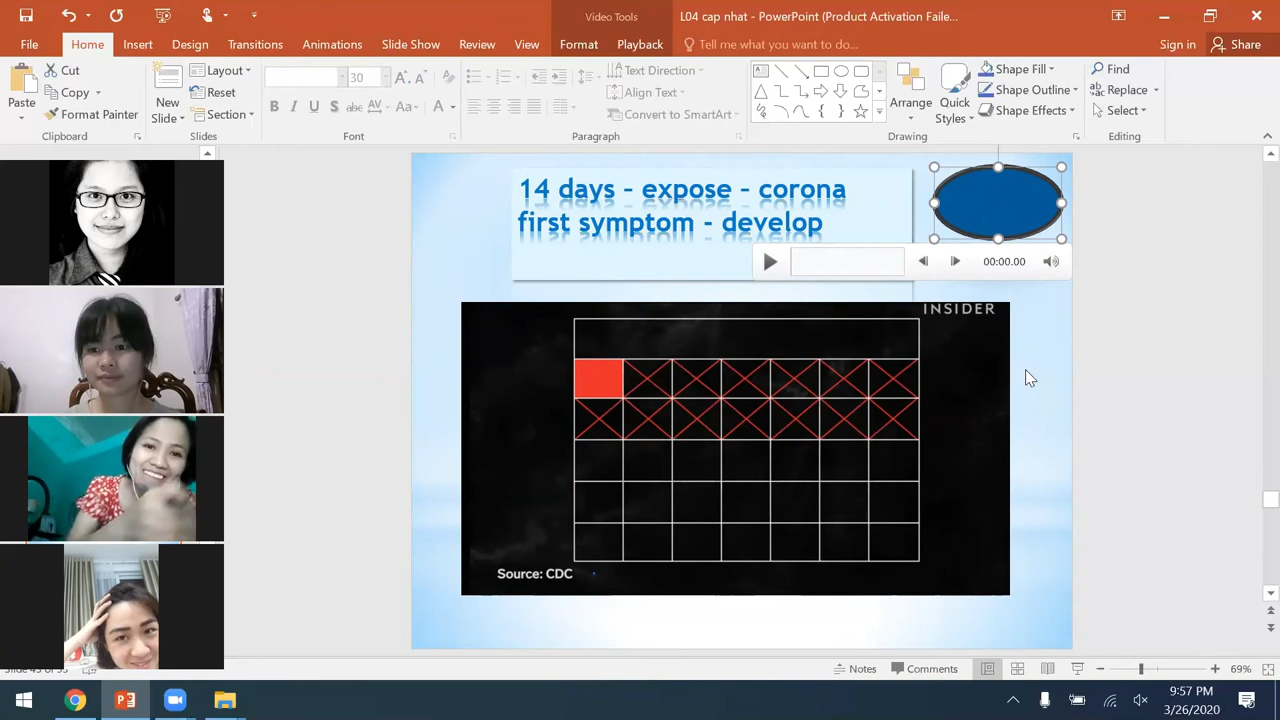 L04 cap nhat - PowerPoint (Product Activation Faile...
Video Tools
Sign in
Share
File
Home
Insert
Design
Transitions
Animations
Slide Show
Review
View
Format
Playback
Tell me what you want to do...
Paste
Cut
Copy
Format Painter
Clipboard
New Slide
Layout
Reset
Section
Slides
30
B I U S abc AV Aa A
Font
Text Direction
Align Text
Convert to SmartArt
Paragraph
Arrange
Quick Styles
Shape Fill
Shape Outline
Shape Effects
Drawing
Find
Replace
Select
Editing
14 days – expose – corona
first symptom – develop
00:00.00
INSIDER
Source: CDC
Notes
Comments
69%
9:57 PM
3/26/2020